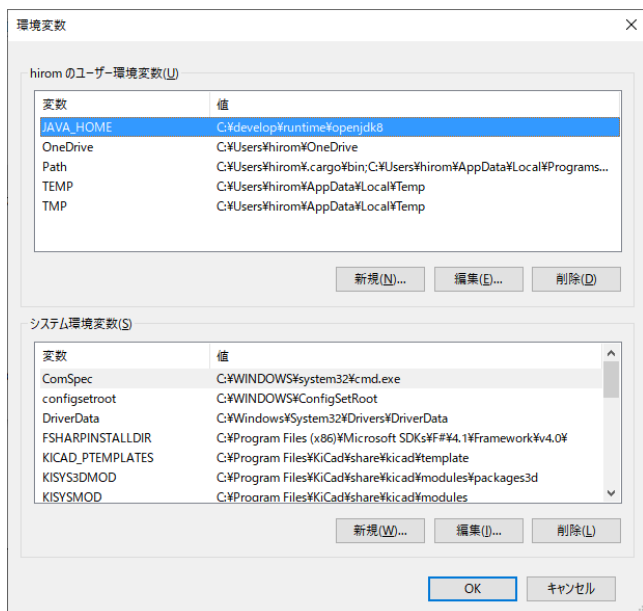 環境変数
hirom のユーザー環境変数(U)
変数 値
JAVA_HOME C:¥develop¥runtime¥openjdk8
OneDrive C:¥Users¥hirom¥OneDrive
Path C:¥Users¥hirom¥.cargo¥bin;C:¥Users¥hirom¥AppData¥Local¥Programs...
TEMP C:¥Users¥hirom¥AppData¥Local¥Temp
TMP C:¥Users¥hirom¥AppData¥Local¥Temp
新規(N)... 編集(E)... 削除(D)
システム環境変数(S)
変数 値
ComSpec C:¥WINDOWS¥system32¥cmd.exe
configsetroot C:¥WINDOWS¥ConfigSetRoot
DriverData C:¥Windows¥System32¥Drivers¥DriverData
FSHARPINSTALLDIR C:¥Program Files (x86)¥Microsoft SDKs¥F#¥4.1¥Framework¥v4.0¥
KICAD_PTEMPLATES C:¥Program Files¥KiCad¥share¥kicad¥template
KISYS3DMOD C:¥Program Files¥KiCad¥share¥kicad¥modules¥packages3d
KISYSMOD C:¥Program Files¥KiCad¥share¥kicad¥modules
新規(W)... 編集(I)... 削除(L)
OK キャンセル